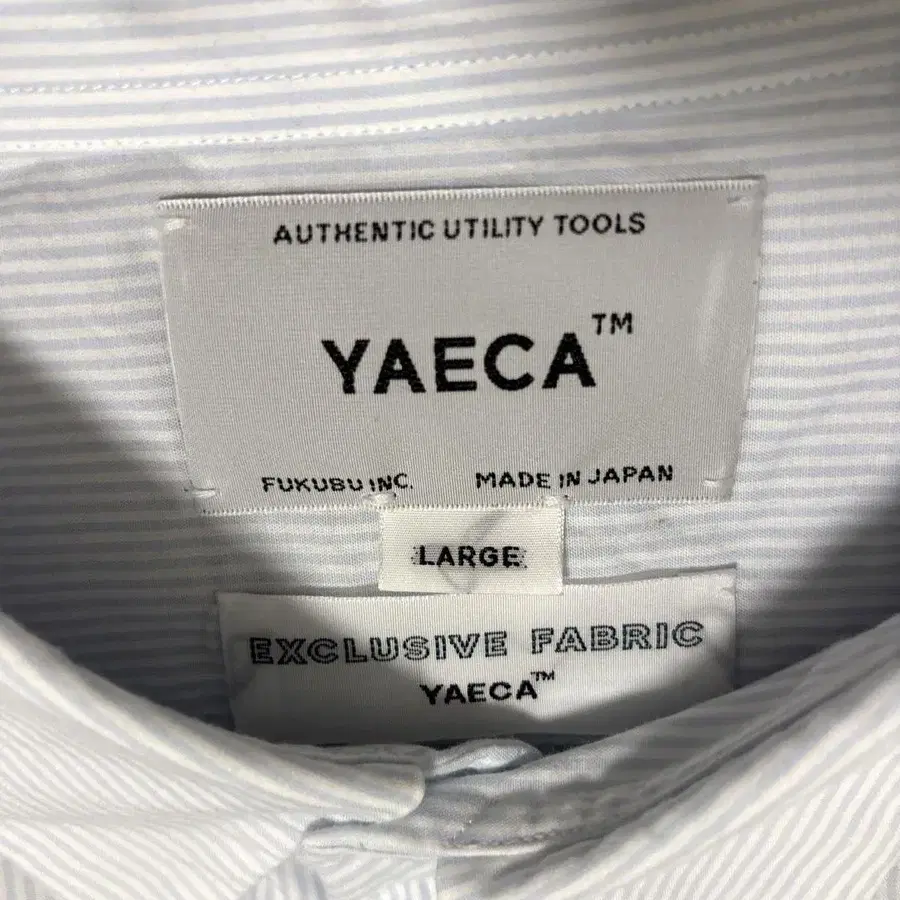 AUTHENTIC UTILITY TOOLS
YAECA™
FUKUBU INC. MADE IN JAPAN
LARGE
EXCLUSIVE FABRIC
YAECA™